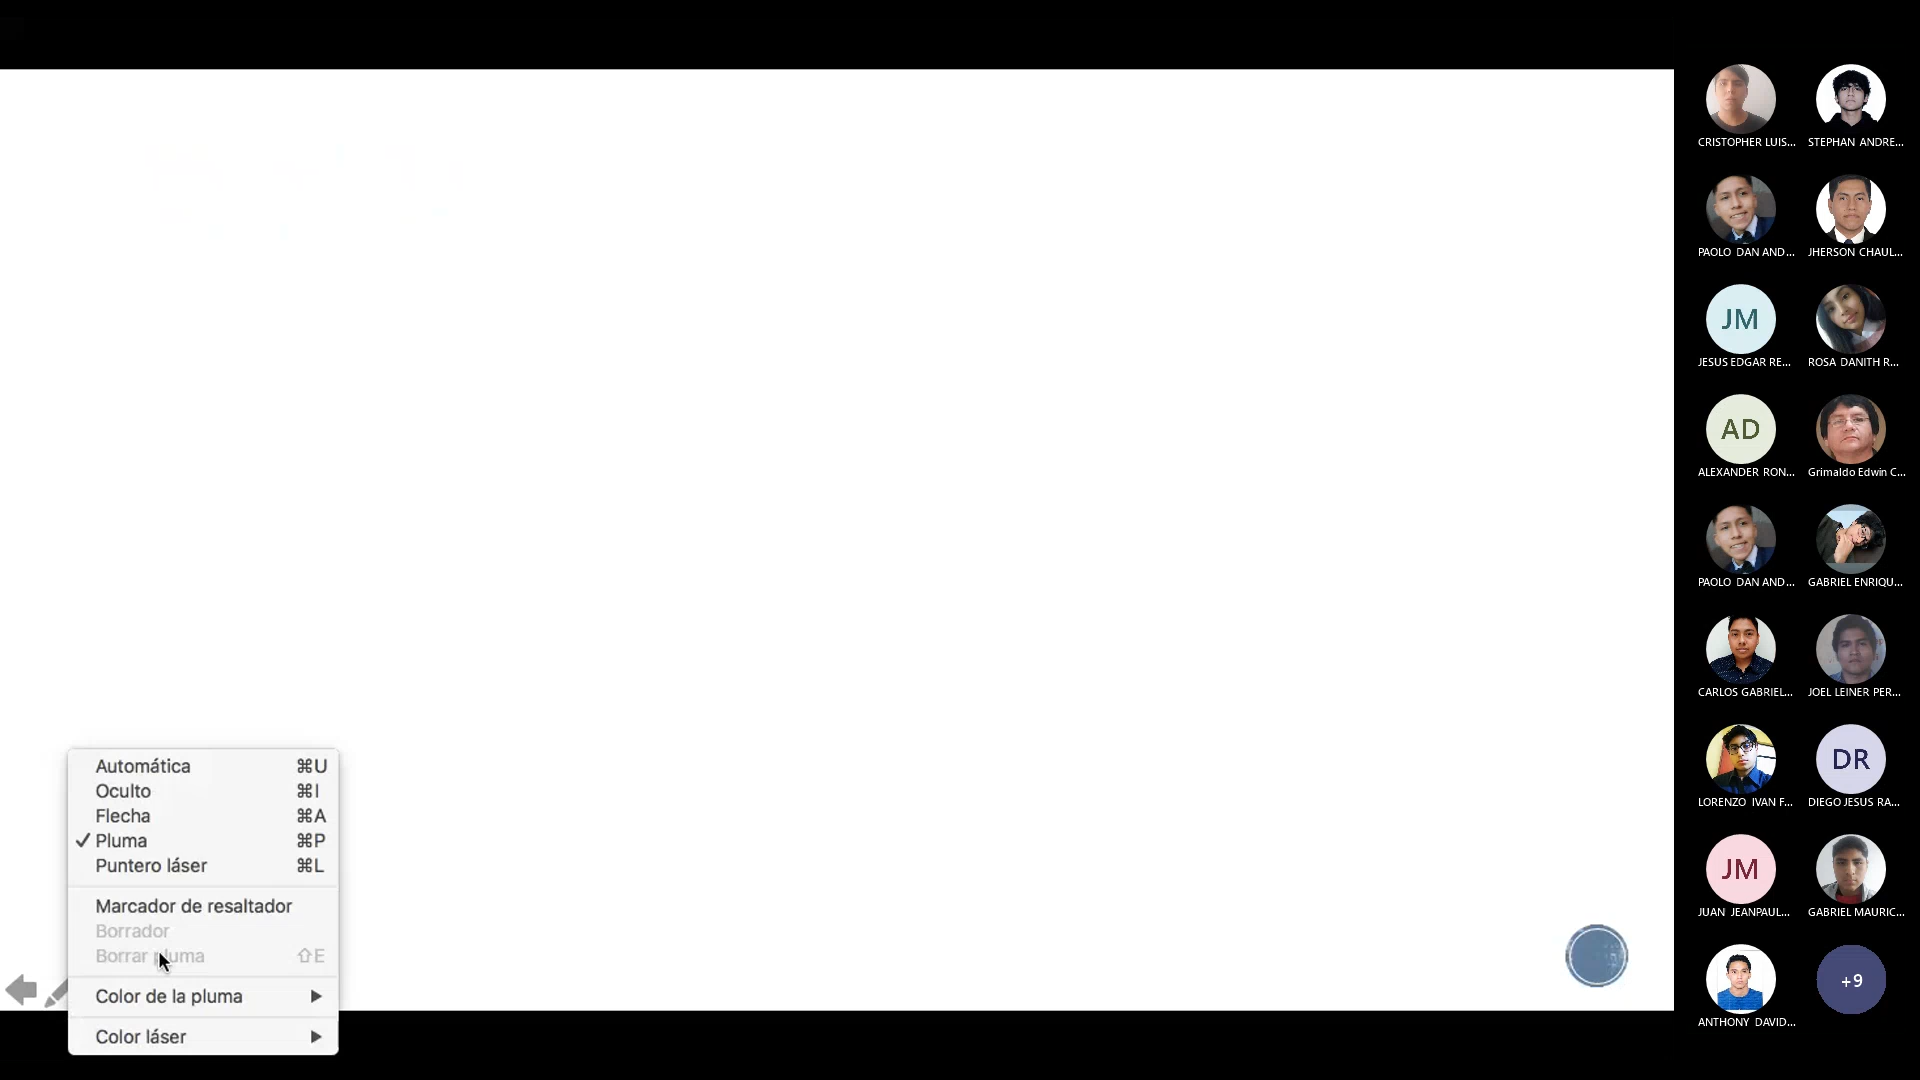 CRISTOPHER LUIS...
STEPHAN ANDRE...
PAOLO DAN AND...
JHERSON CHAUL...
JM
JESUS EDGAR RE...
ROSA DANITH R...
AD
ALEXANDER RON...
Grimaldo Edwin C...
PAOLO DAN AND...
GABRIEL ENRIQU...
CARLOS GABRIEL...
JOEL LEINER PER...
LORENZO IVAN F...
DR
DIEGO JESUS RA...
JM
JUAN JEANPAUL...
GABRIEL MAURIC...
ANTHONY DAVID...
+9
Automática ⌘U
Oculto ⌘I
Flecha ⌘A
✓ Pluma ⌘P
Puntero láser ⌘L
Marcador de resaltador
Borrador
Borrar pluma ⇧E
Color de la pluma ▶
Color láser ▶